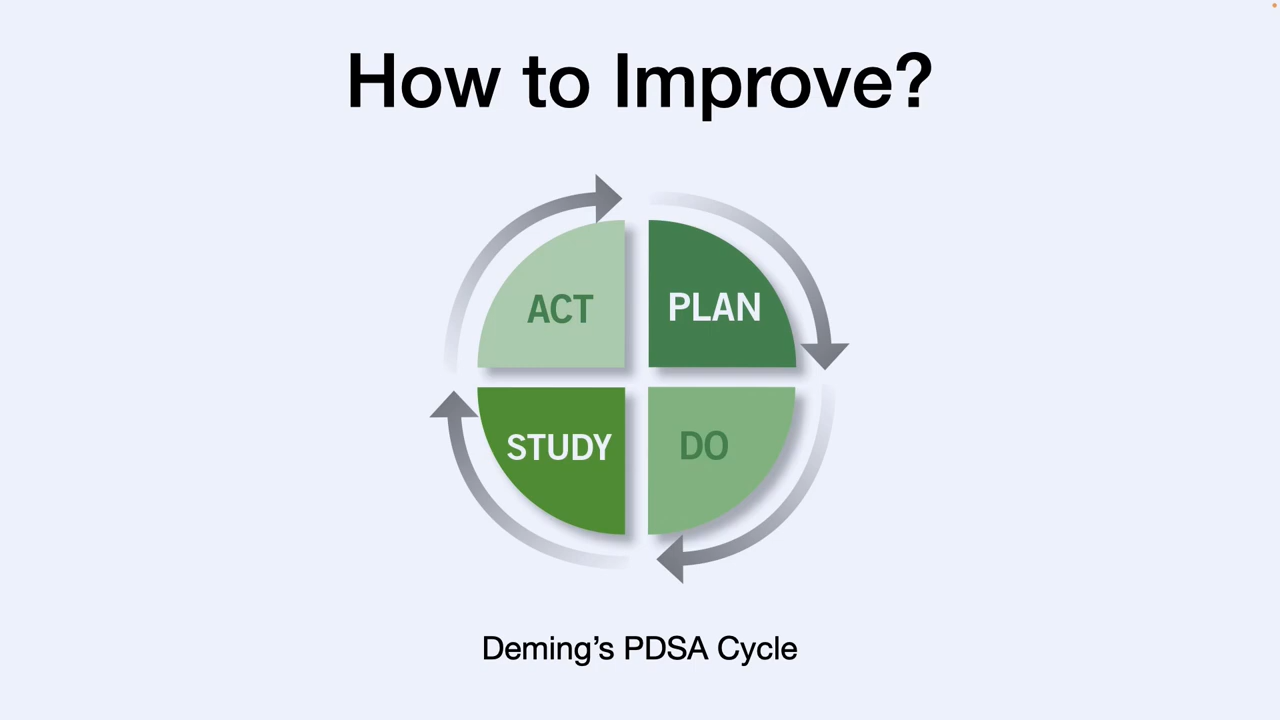 How to Improve?
ACT
PLAN
STUDY
DO
Deming’s PDSA Cycle